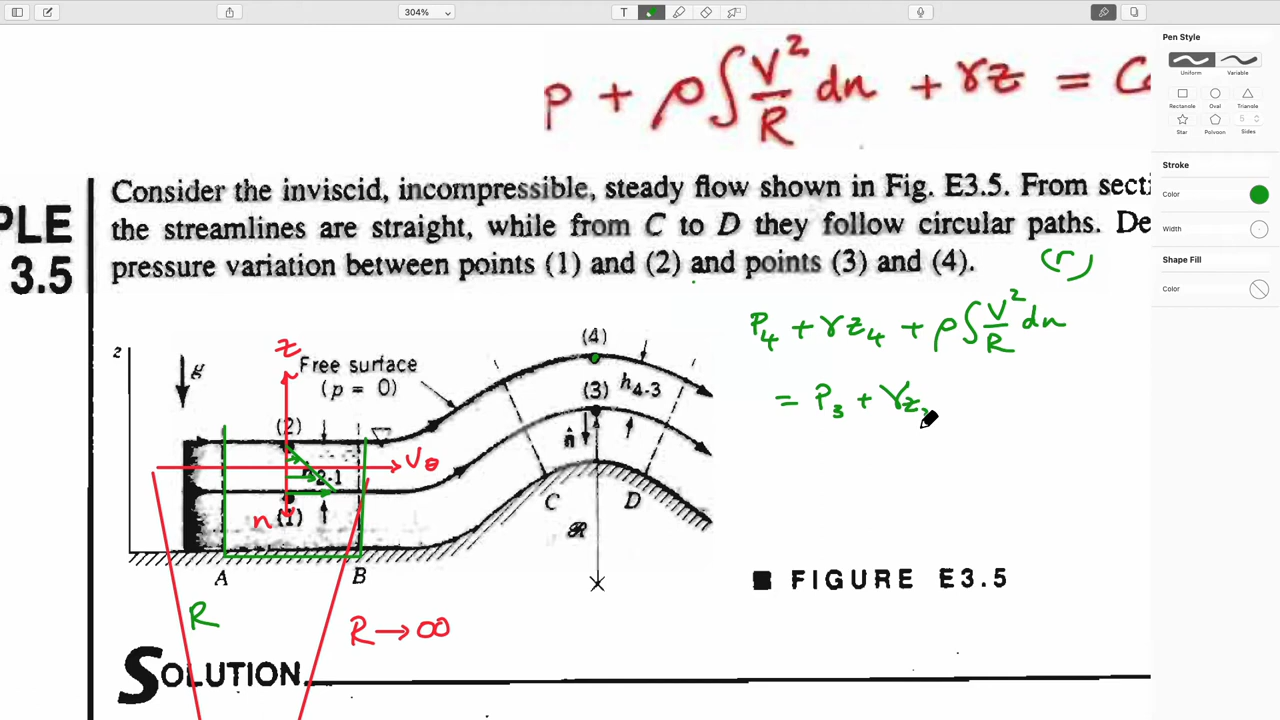 304%
T
p + ρ∫V²/R dn + γz = C
Pen Style
Uniform Variable
Rectangle Oval Triangle
Star Polygon 5 Sides
Stroke
Color
Width
Shape Fill
Color
PLE
3.5
Consider the inviscid, incompressible, steady flow shown in Fig. E3.5. From secti
the streamlines are straight, while from C to D they follow circular paths. De
pressure variation between points (1) and (2) and points (3) and (4).
(r)
P₄ + γz₄ + ρ∫V²/R dn
= P₃ + γz₃
2
g
z
Free surface
(p = 0)
(4)
(3)
h4-3
n̂
(2)
2-1
n
(1)
C
D
ℛ
A
B
R
R → ∞
■ FIGURE E3.5
SOLUTION